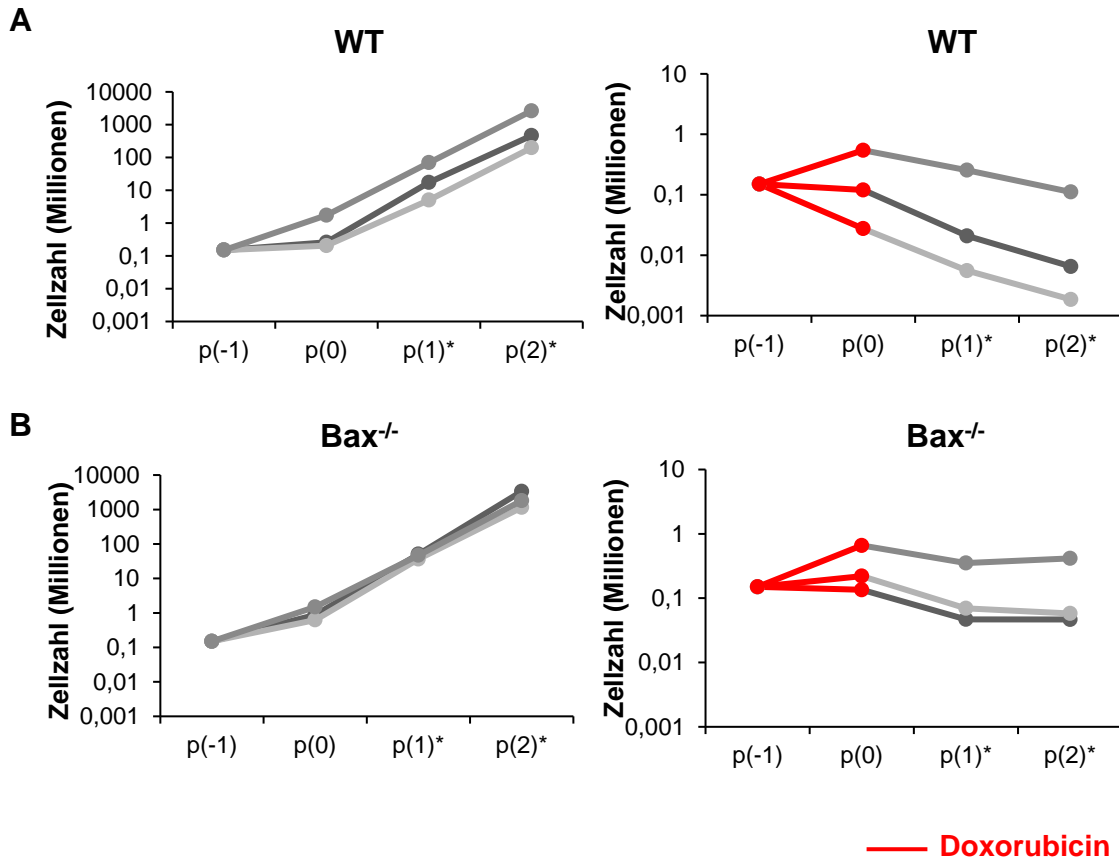 A
WT
Zellzahl (Millionen)
10000
1000
100
10
1
0,1
0,01
0,001
p(-1) p(0) p(1)* p(2)*
WT
Zellzahl (Millionen)
10
1
0,1
0,01
0,001
p(-1) p(0) p(1)* p(2)*
B
Bax-/-
Zellzahl (Millionen)
10000
1000
100
10
1
0,1
0,01
0,001
p(-1) p(0) p(1)* p(2)*
Bax-/-
Zellzahl (Millionen)
10
1
0,1
0,01
0,001
p(-1) p(0) p(1)* p(2)*
Doxorubicin